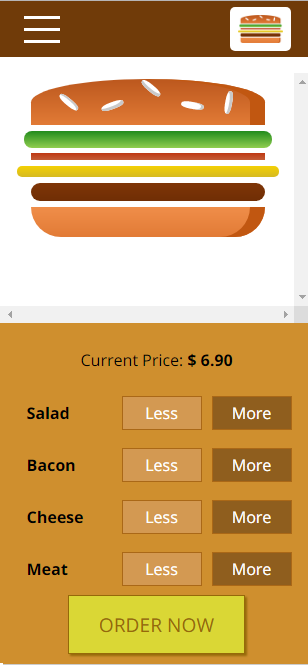 Current Price: $ 6.90
Salad Less More
Bacon Less More
Cheese Less More
Meat Less More
ORDER NOW